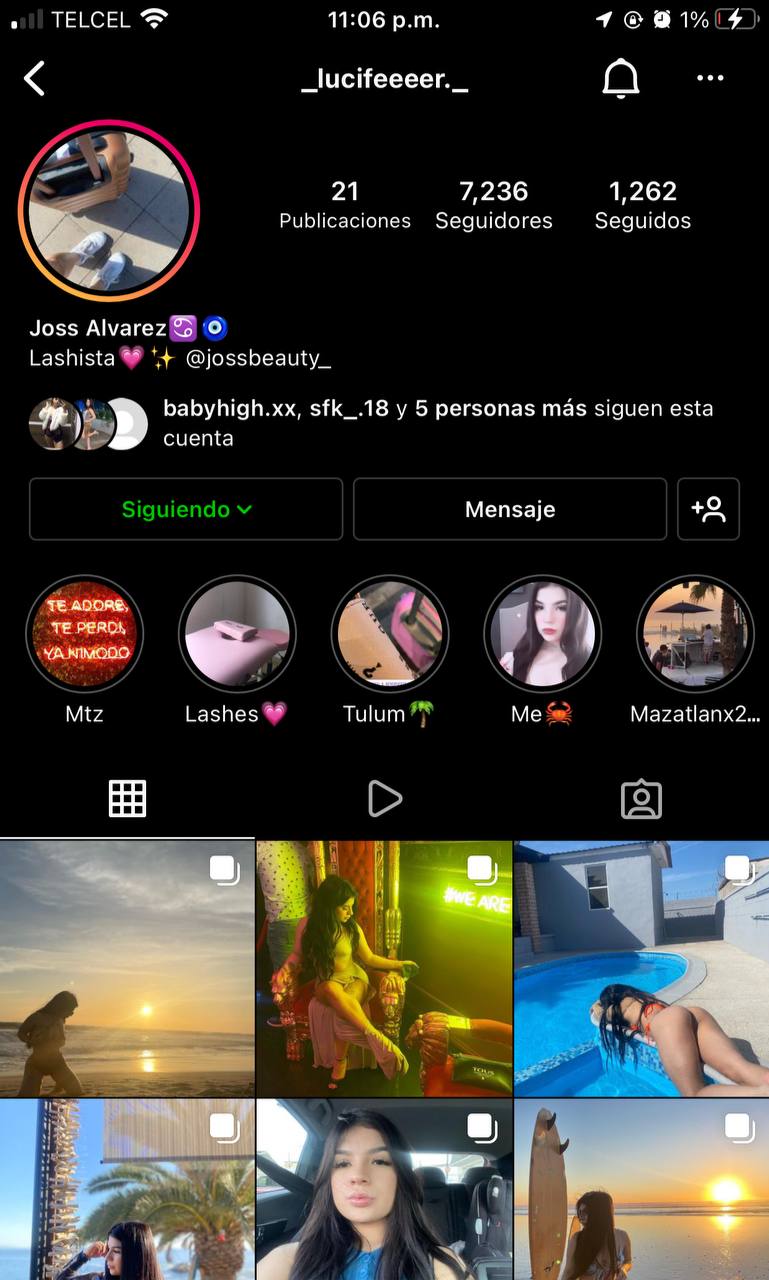 TELCEL 11:06 p.m. 1%
_lucifeeeer._
21 7,236 1,262
Publicaciones Seguidores Seguidos
Joss Alvarez♋🧿
Lashista💗✨ @jossbeauty_
babyhigh.xx, sfk_.18 y 5 personas más siguen esta
cuenta
Siguiendo Mensaje
TE ADORE,
TE PERDI,
YA NIMODO
Mtz Lashes💗 Tulum🌴 Me🦀 Mazatlanx2...
#WE ARE
TOUS